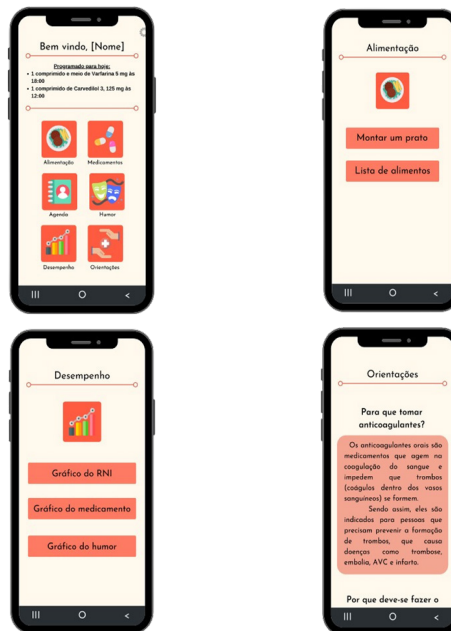 Bem vindo, [Nome]
Programado para hoje:
• 1 comprimido e meio de Varfarina 5 mg às
18:00
• 1 comprimido de Carvedilol 3, 125 mg às
12:00
Alimentação
Medicamentos
Agenda
Humor
Desempenho
Orientações
Alimentação
Montar um prato
Lista de alimentos
Desempenho
Gráfico do RNI
Gráfico do medicamento
Gráfico do humor
Orientações
Para que tomar
anticoagulantes?
Os anticoagulantes orais são
medicamentos que agem na
coagulação do sangue e
impedem que trombos
(coágulos dentro dos vasos
sanguíneos) se formem.
Sendo assim, eles são
indicados para pessoas que
precisam prevenir a formação
de trombos, que causa
doenças como trombose,
embolia, AVC e infarto.
Por que deve-se fazer o